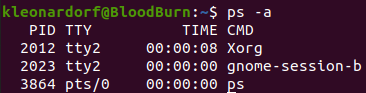 kleonardorf@BloodBurn:~$ ps -a
PID TTY TIME CMD
2012 tty2 00:00:08 Xorg
2023 tty2 00:00:00 gnome-session-b
3864 pts/0 00:00:00 ps